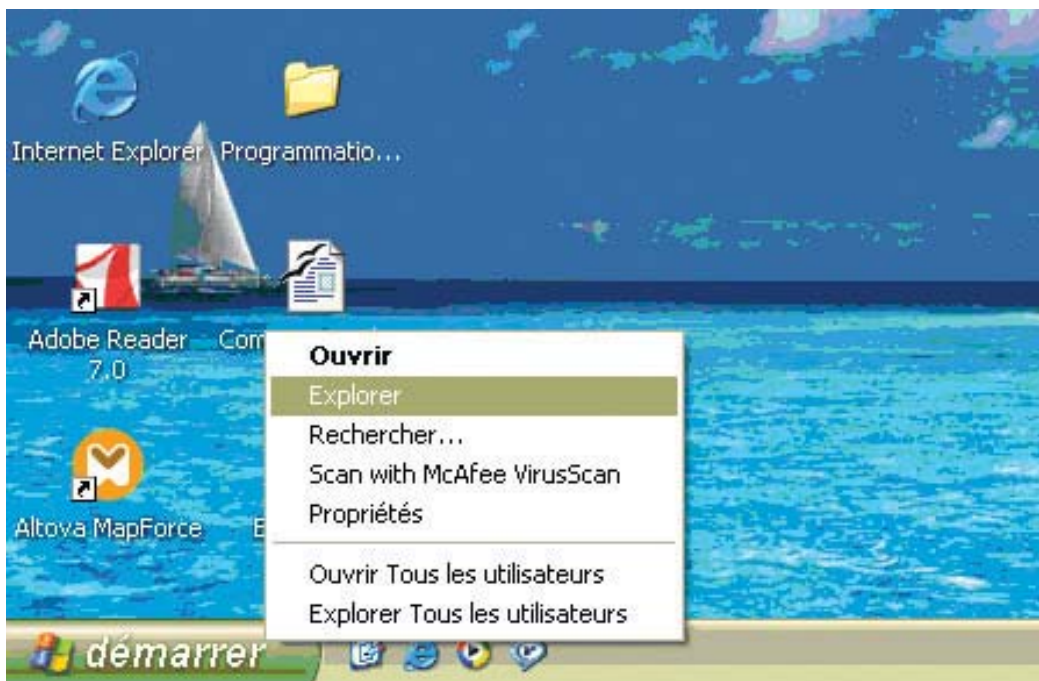 Internet Explorer
Programmatio...
Adobe Reader
7.0
Com
Altova MapForce
E
Ouvrir
Explorer
Rechercher...
Scan with McAfee VirusScan
Propriétés
Ouvrir Tous les utilisateurs
Explorer Tous les utilisateurs
démarrer